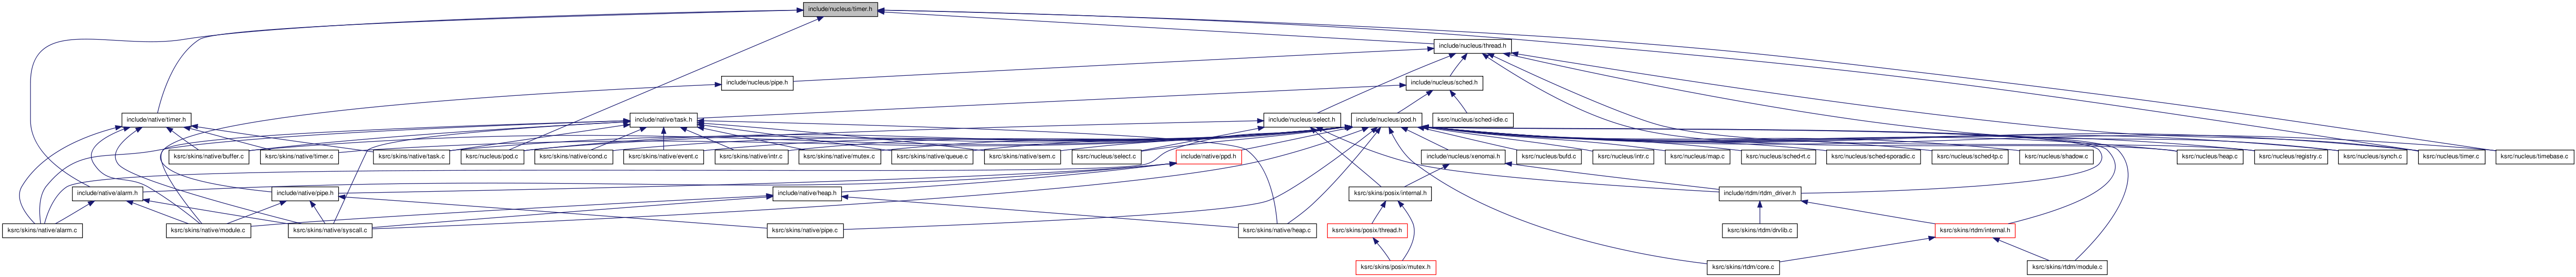 include/nucleus/timer.h
include/nucleus/thread.h
include/nucleus/pipe.h
include/nucleus/sched.h
include/native/timer.h
include/native/task.h
include/nucleus/select.h
include/nucleus/pod.h
ksrc/nucleus/sched-idle.c
ksrc/skins/native/buffer.c
ksrc/skins/native/timer.c
ksrc/skins/native/task.c
ksrc/nucleus/pod.c
ksrc/skins/native/cond.c
ksrc/skins/native/event.c
ksrc/skins/native/intr.c
ksrc/skins/native/mutex.c
ksrc/skins/native/queue.c
ksrc/skins/native/sem.c
ksrc/nucleus/select.c
include/native/ppd.h
include/nucleus/xenomai.h
ksrc/nucleus/bufd.c
ksrc/nucleus/intr.c
ksrc/nucleus/map.c
ksrc/nucleus/sched-rt.c
ksrc/nucleus/sched-sporadic.c
ksrc/nucleus/sched-tp.c
ksrc/nucleus/shadow.c
ksrc/nucleus/heap.c
ksrc/nucleus/registry.c
ksrc/nucleus/synch.c
ksrc/nucleus/timer.c
ksrc/nucleus/timebase.c
include/native/alarm.h
include/native/pipe.h
include/native/heap.h
ksrc/skins/posix/internal.h
include/rtdm/rtdm_driver.h
ksrc/skins/native/alarm.c
ksrc/skins/native/module.c
ksrc/skins/native/syscall.c
ksrc/skins/native/pipe.c
ksrc/skins/native/heap.c
ksrc/skins/posix/thread.h
ksrc/skins/rtdm/drvlib.c
ksrc/skins/rtdm/internal.h
ksrc/skins/posix/mutex.h
ksrc/skins/rtdm/core.c
ksrc/skins/rtdm/module.c